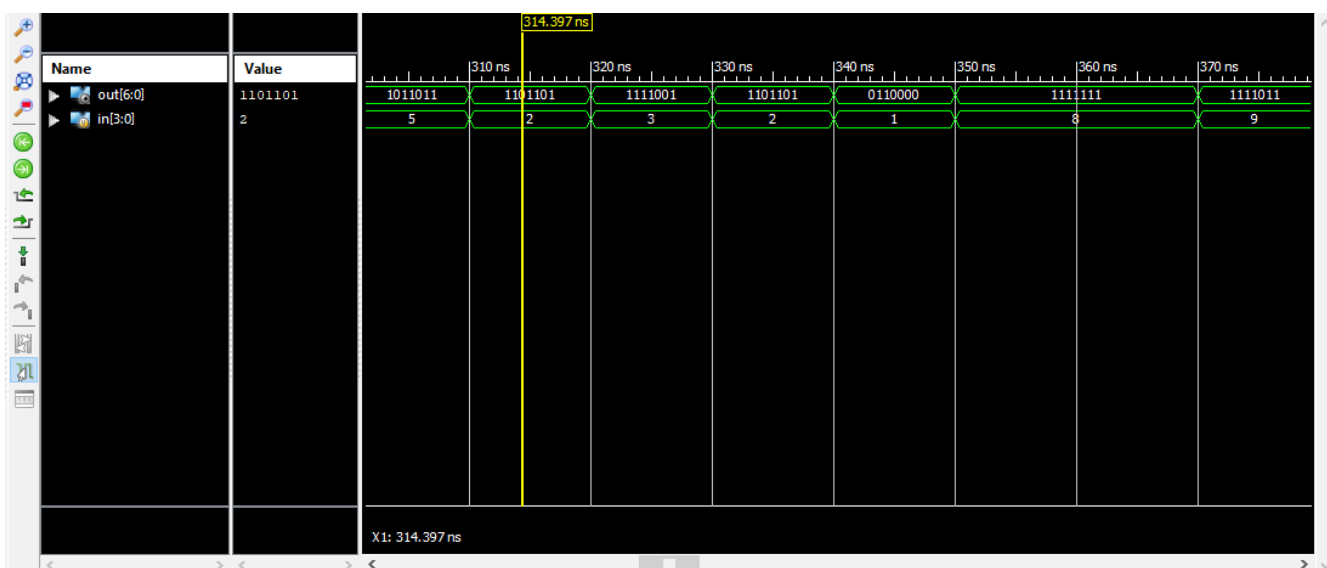 314.397 ns
Name Value 310 ns 320 ns 330 ns 340 ns 350 ns 360 ns 370 ns
out[6:0] 1101101 1011011 1101101 1111001 1101101 0110000 1111111 1111011
in[3:0] 2 5 2 3 2 1 8 9
X1: 314.397 ns